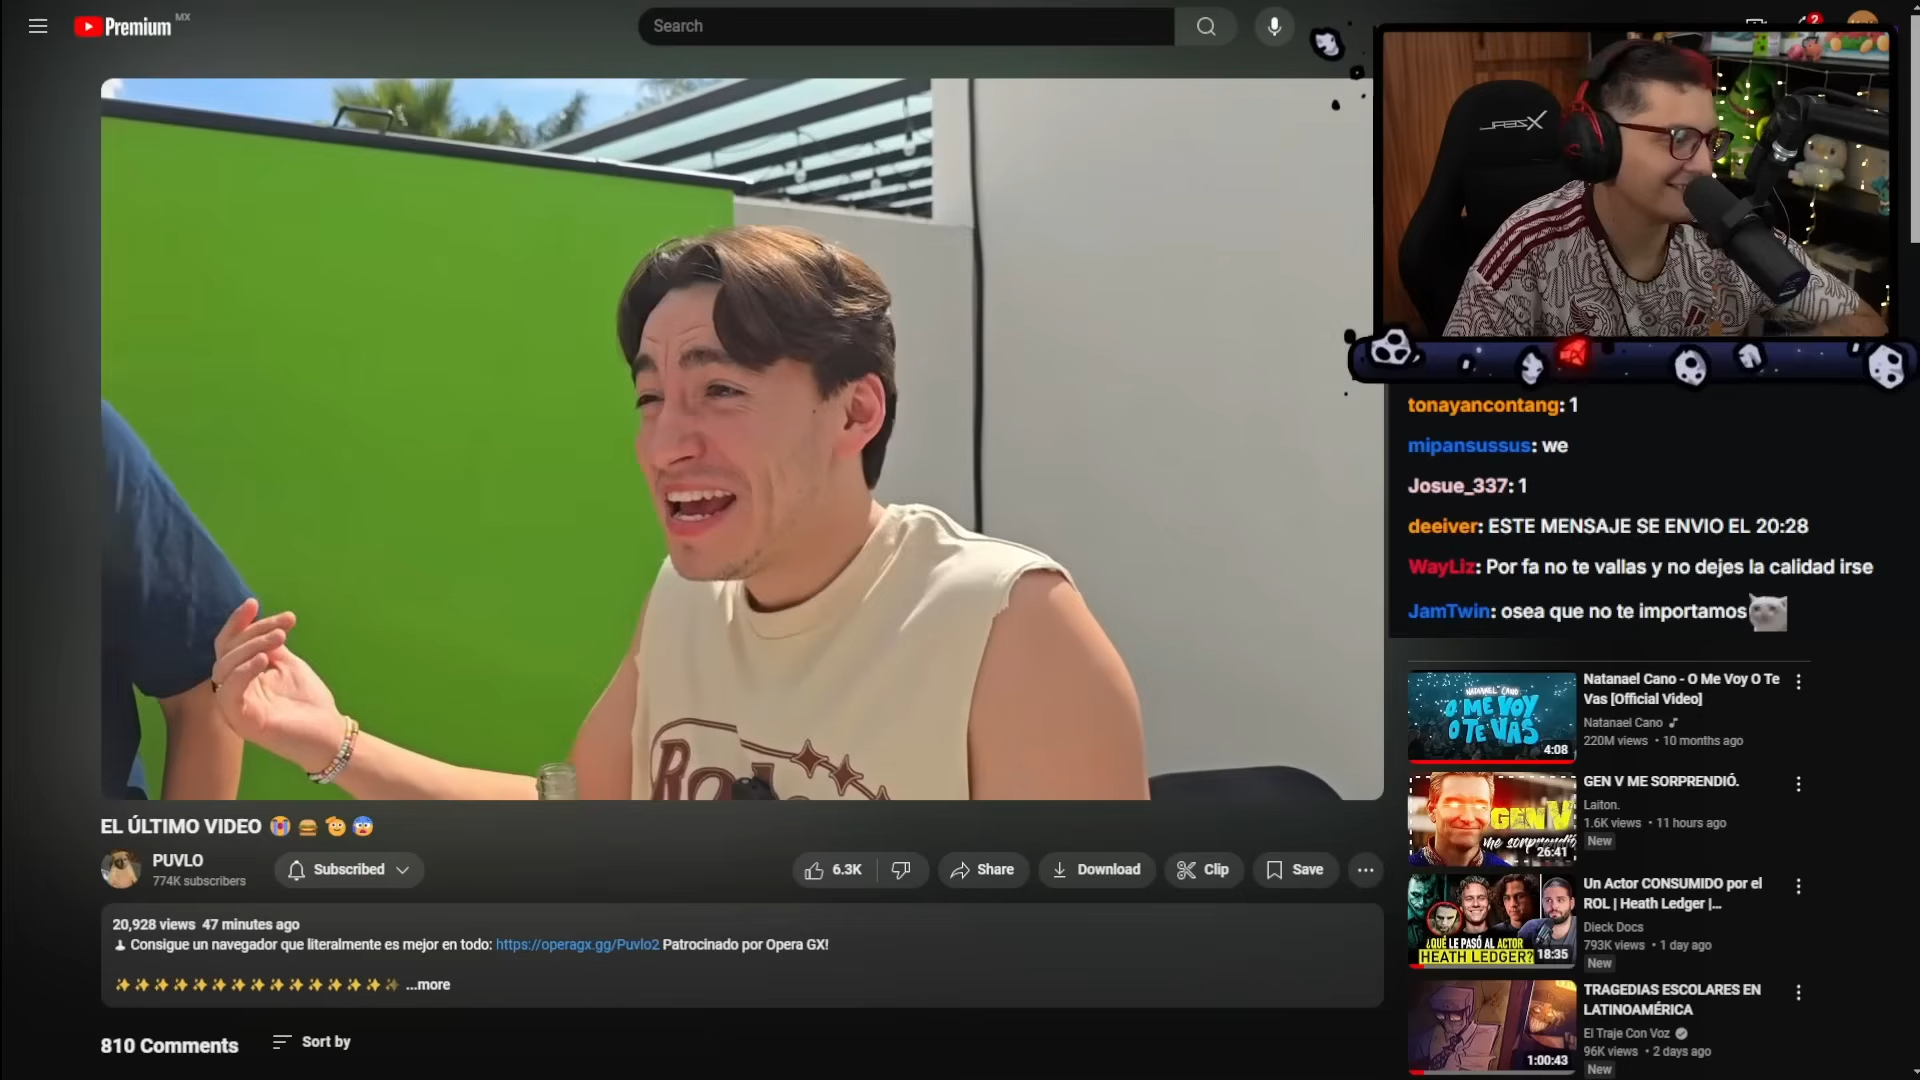 Premium MX
Search
2
XZEPAL
tonayancontang: 1
mipansussus: we
Josue_337: 1
deeiver: ESTE MENSAJE SE ENVIO EL 20:28
WayLiz: Por fa no te vallas y no dejes la calidad irse
JamTwin: osea que no te importamos
EL ÚLTIMO VIDEO 😭 🍔 🫡 😨
PUVLO
774K subscribers
Subscribed
6.3K
Share
Download
Clip
Save
20,928 views 47 minutes ago
Consigue un navegador que literalmente es mejor en todo: https://operagx.gg/Puvlo2 Patrocinado por Opera GX!
✨✨✨✨✨✨✨✨✨✨✨✨✨✨✨ ...more
810 Comments
Sort by
NATANAEL CANO
O ME VOY
O TE VAS
4:08
Natanael Cano - O Me Voy O Te
Vas [Official Video]
Natanael Cano
220M views • 10 months ago
GEN V
me sorprendió
26:41
GEN V ME SORPRENDIÓ.
Laiton.
1.6K views • 11 hours ago
New
¿QUÉ LE PASÓ AL ACTOR
HEATH LEDGER?
18:35
Un Actor CONSUMIDO por el
ROL | Heath Ledger |...
Dieck Docs
793K views • 1 day ago
New
1:00:43
TRAGEDIAS ESCOLARES EN
LATINOAMÉRICA
El Traje Con Voz
96K views • 2 days ago
New